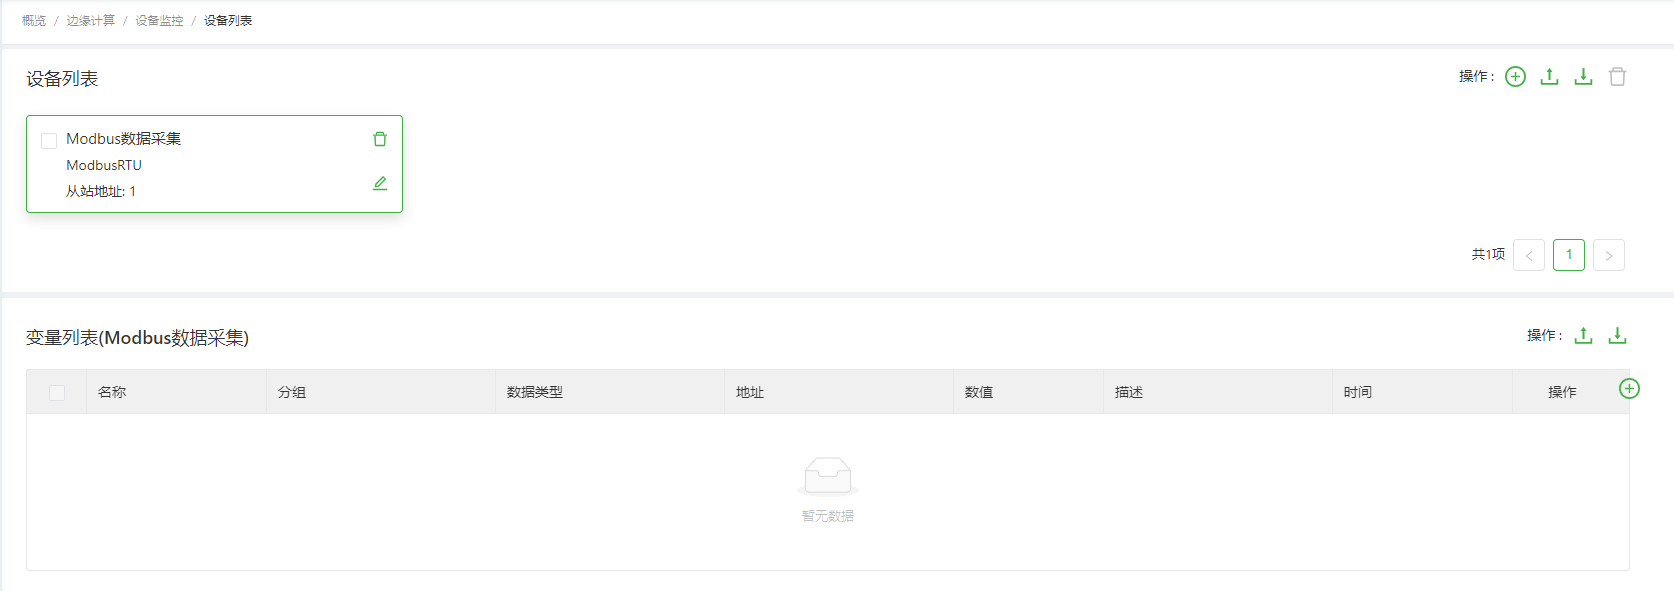 概览 / 边缘计算 / 设备监控 / 设备列表
设备列表
操作 :
Modbus数据采集
ModbusRTU
从站地址: 1
共1项 < 1 >
变量列表(Modbus数据采集)
操作 :
名称 分组 数据类型 地址 数值 描述 时间 操作
暂无数据